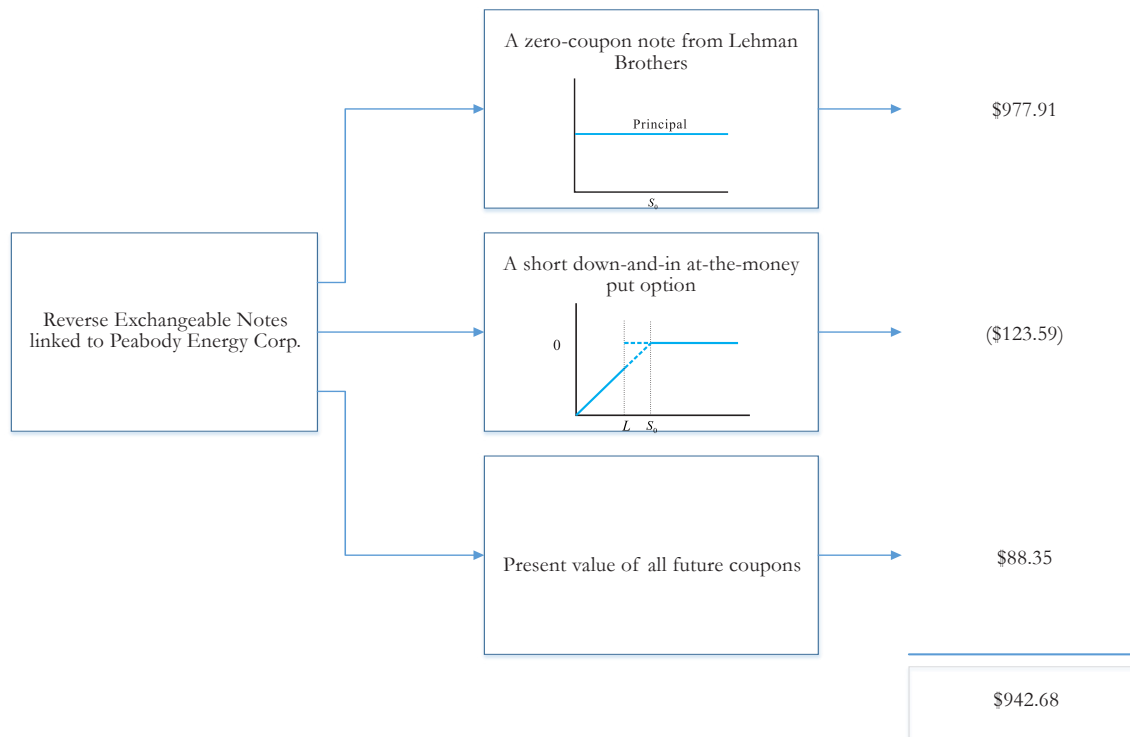 A zero-coupon note from Lehman
Brothers
Principal
S₀
$977.91
Reverse Exchangeable Notes
linked to Peabody Energy Corp.
A short down-and-in at-the-money
put option
0
L S₀
($123.59)
Present value of all future coupons
$88.35
$942.68